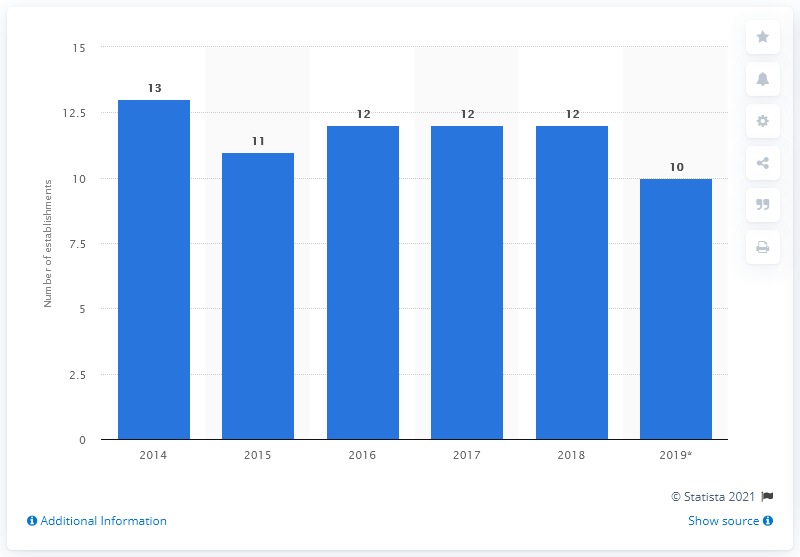 15
12.5
10
7.5
5
2.5
0
Number of establishments
13
11
12
12
12
10
2014 2015 2016 2017 2018 2019*
© Statista 2021
Additional Information
Show source